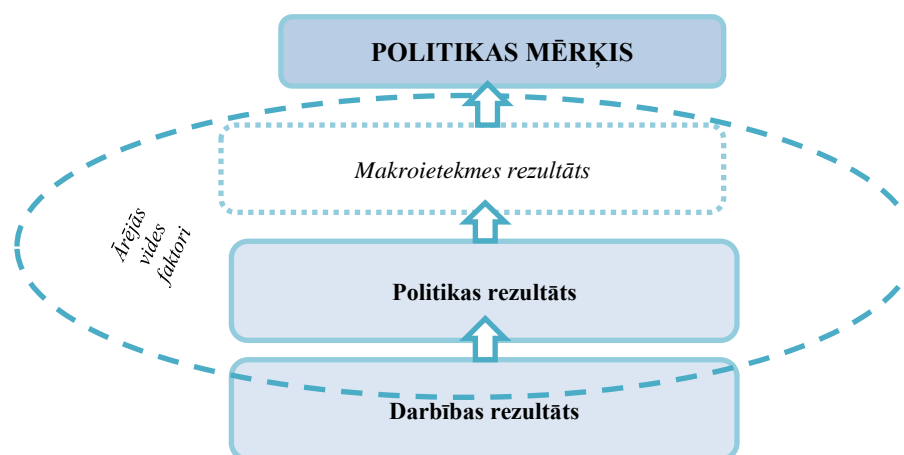 POLITIKAS MĒRĶIS
Makroietekmes rezultāts
Ārējās
vides
faktori
Politikas rezultāts
Darbības rezultāts